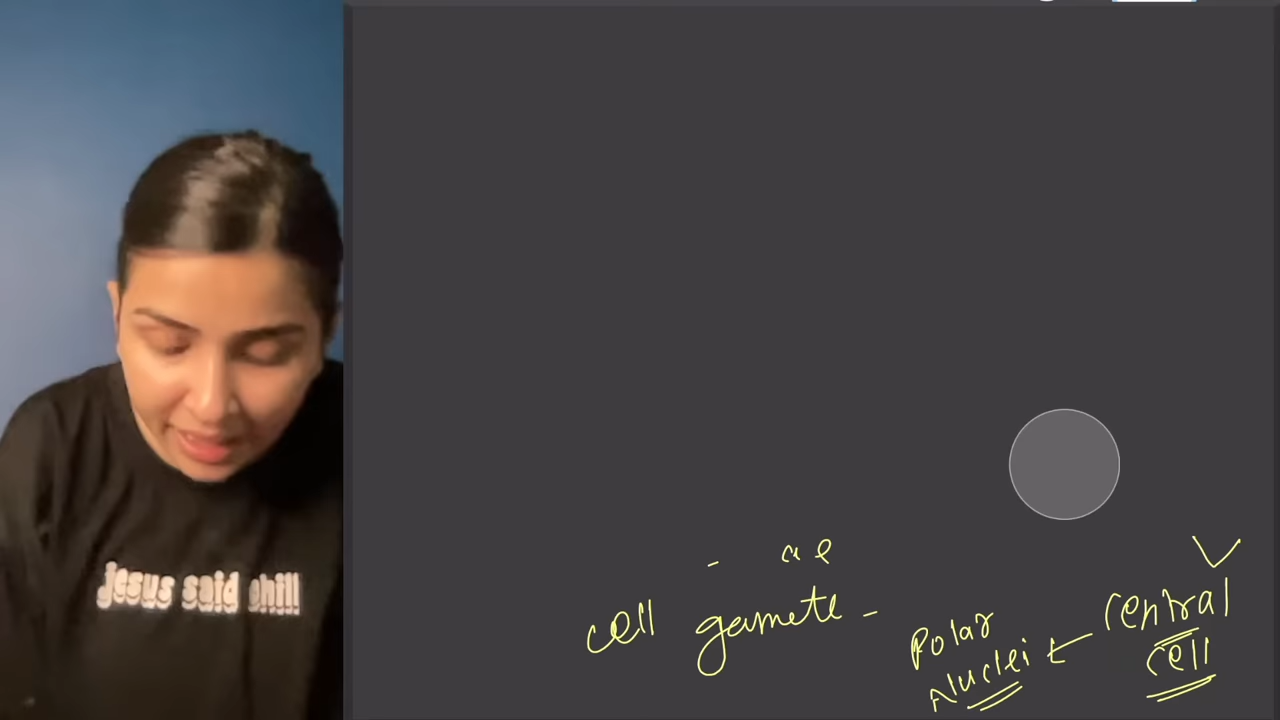 jesus said chill
cell gamete -
Polar
Nuclei
central
cell